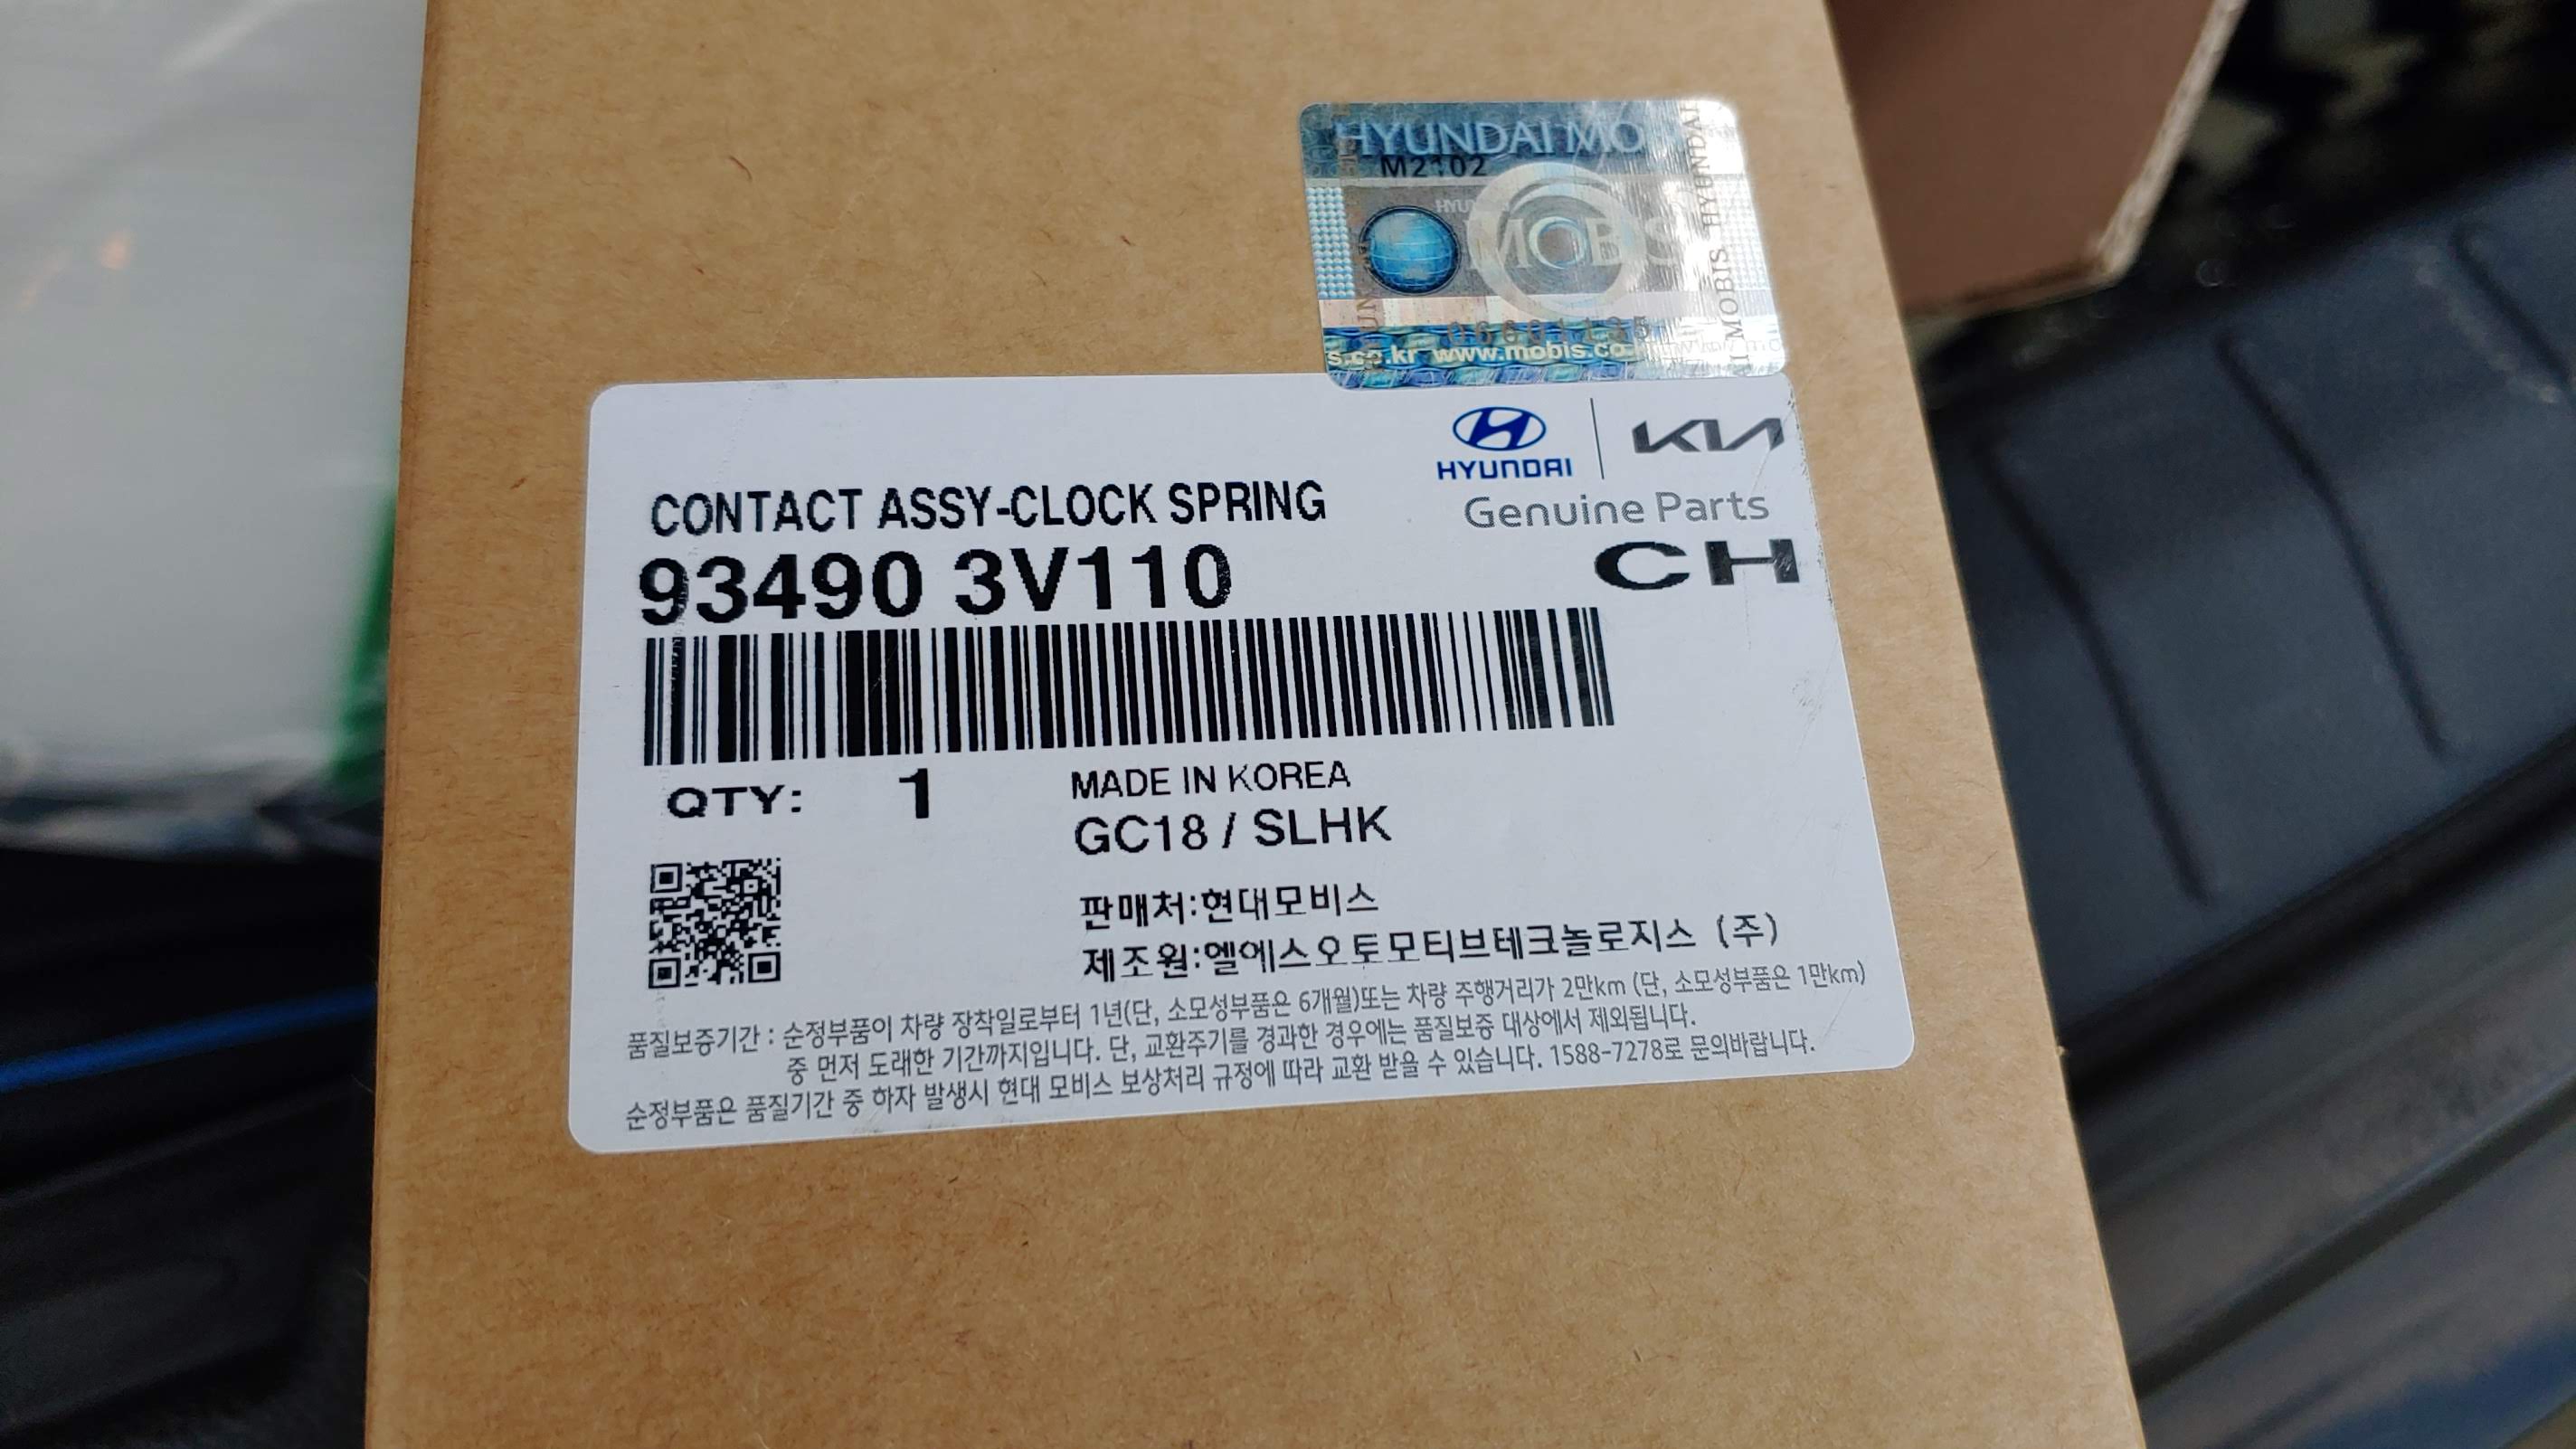 HYUNDAI MO
M2102
MOBIS
HYUNDAI
AI MOBIS
s.co.kr www.mobis.co.
HYUNDAI
KIA
Genuine Parts
CONTACT ASSY-CLOCK SPRING
93490 3V110
CH
QTY: 1
MADE IN KOREA
GC18 / SLHK
판매처:현대모비스
제조원:엘에스오토모티브테크놀로지스 (주)
품질보증기간 : 순정부품이 차량 장착일로부터 1년(단, 소모성부품은 6개월)또는 차량 주행거리가 2만km (단, 소모성부품은 1만km)
중 먼저 도래한 기간까지입니다. 단, 교환주기를 경과한 경우에는 품질보증 대상에서 제외됩니다.
순정부품은 품질기간 중 하자 발생시 현대 모비스 보상처리 규정에 따라 교환 받을 수 있습니다. 1588-7278로 문의바랍니다.